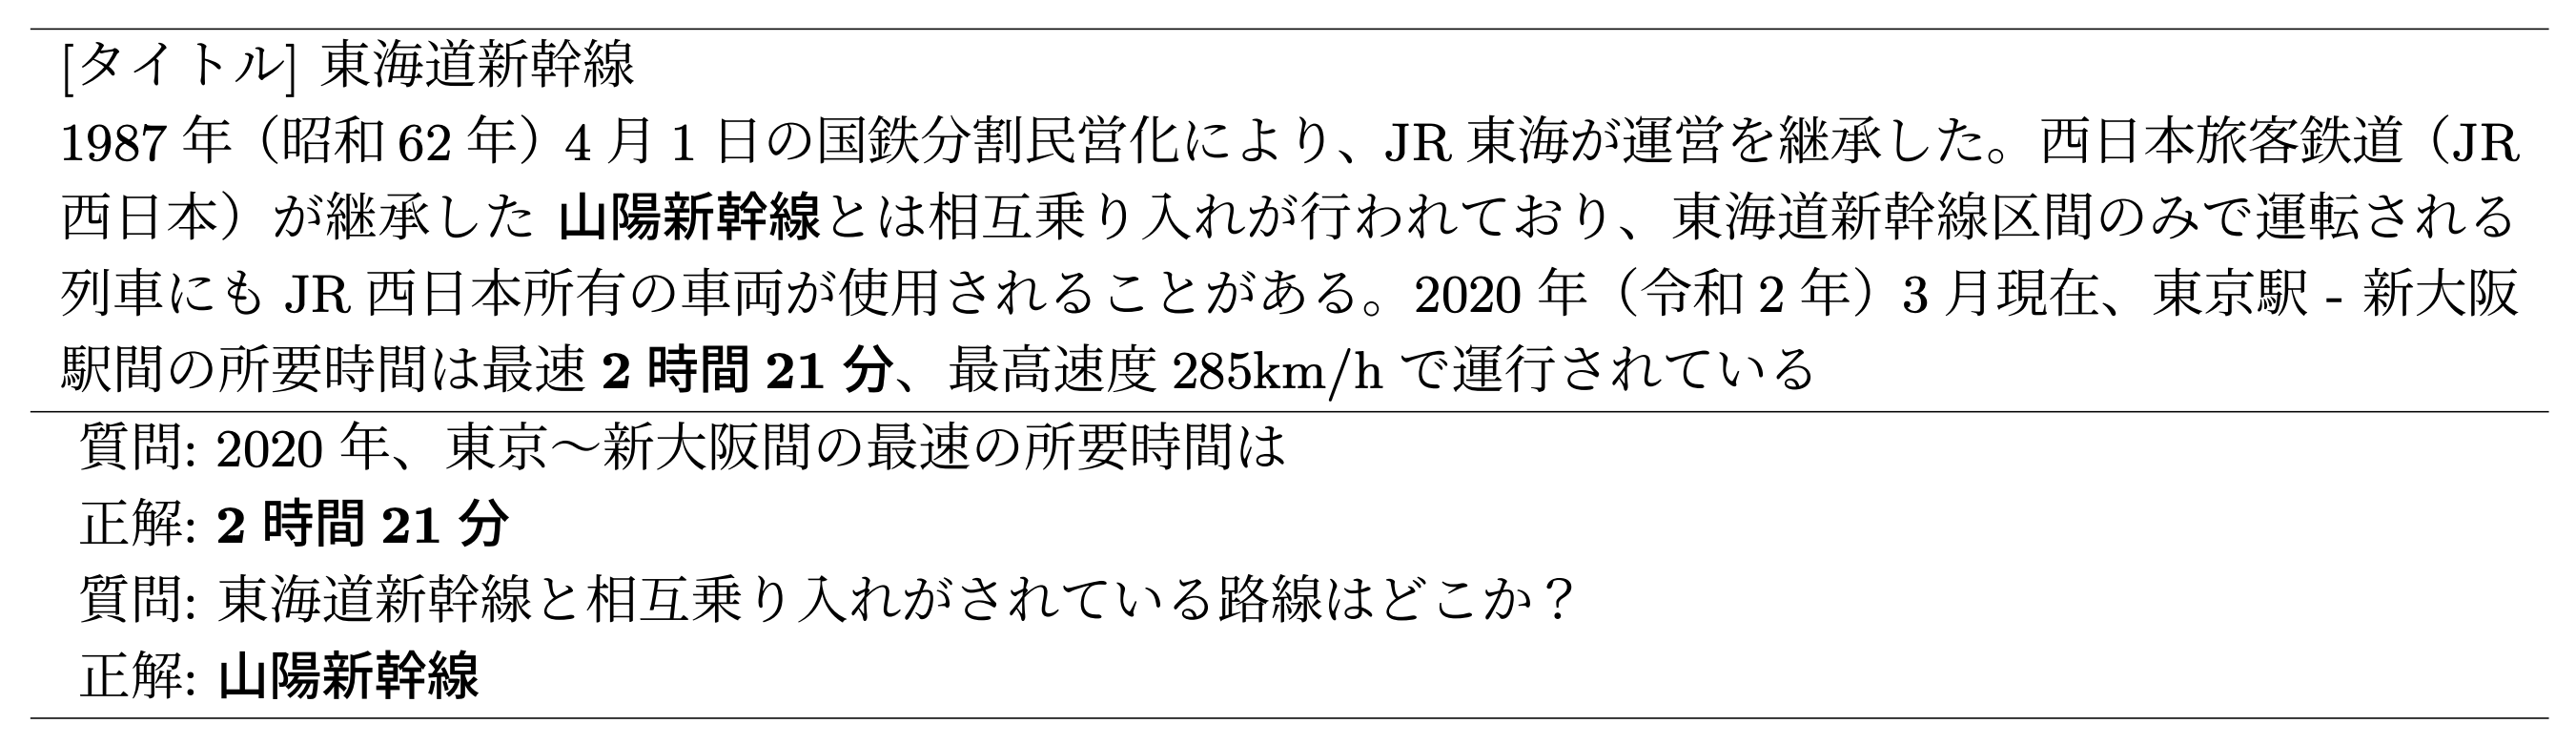 [タイトル] 東海道新幹線
1987 年（昭和 62 年）4 月 1 日の国鉄分割民営化により、JR 東海が運営を継承した。西日本旅客鉄道（JR
西日本）が継承した 山陽新幹線とは相互乗り入れが行われており、東海道新幹線区間のみで運転される
列車にも JR 西日本所有の車両が使用されることがある。2020 年（令和 2 年）3 月現在、東京駅 - 新大阪
駅間の所要時間は最速 2 時間 21 分、最高速度 285km/h で運行されている
質問: 2020 年、東京〜新大阪間の最速の所要時間は
正解: 2 時間 21 分
質問: 東海道新幹線と相互乗り入れがされている路線はどこか？
正解: 山陽新幹線